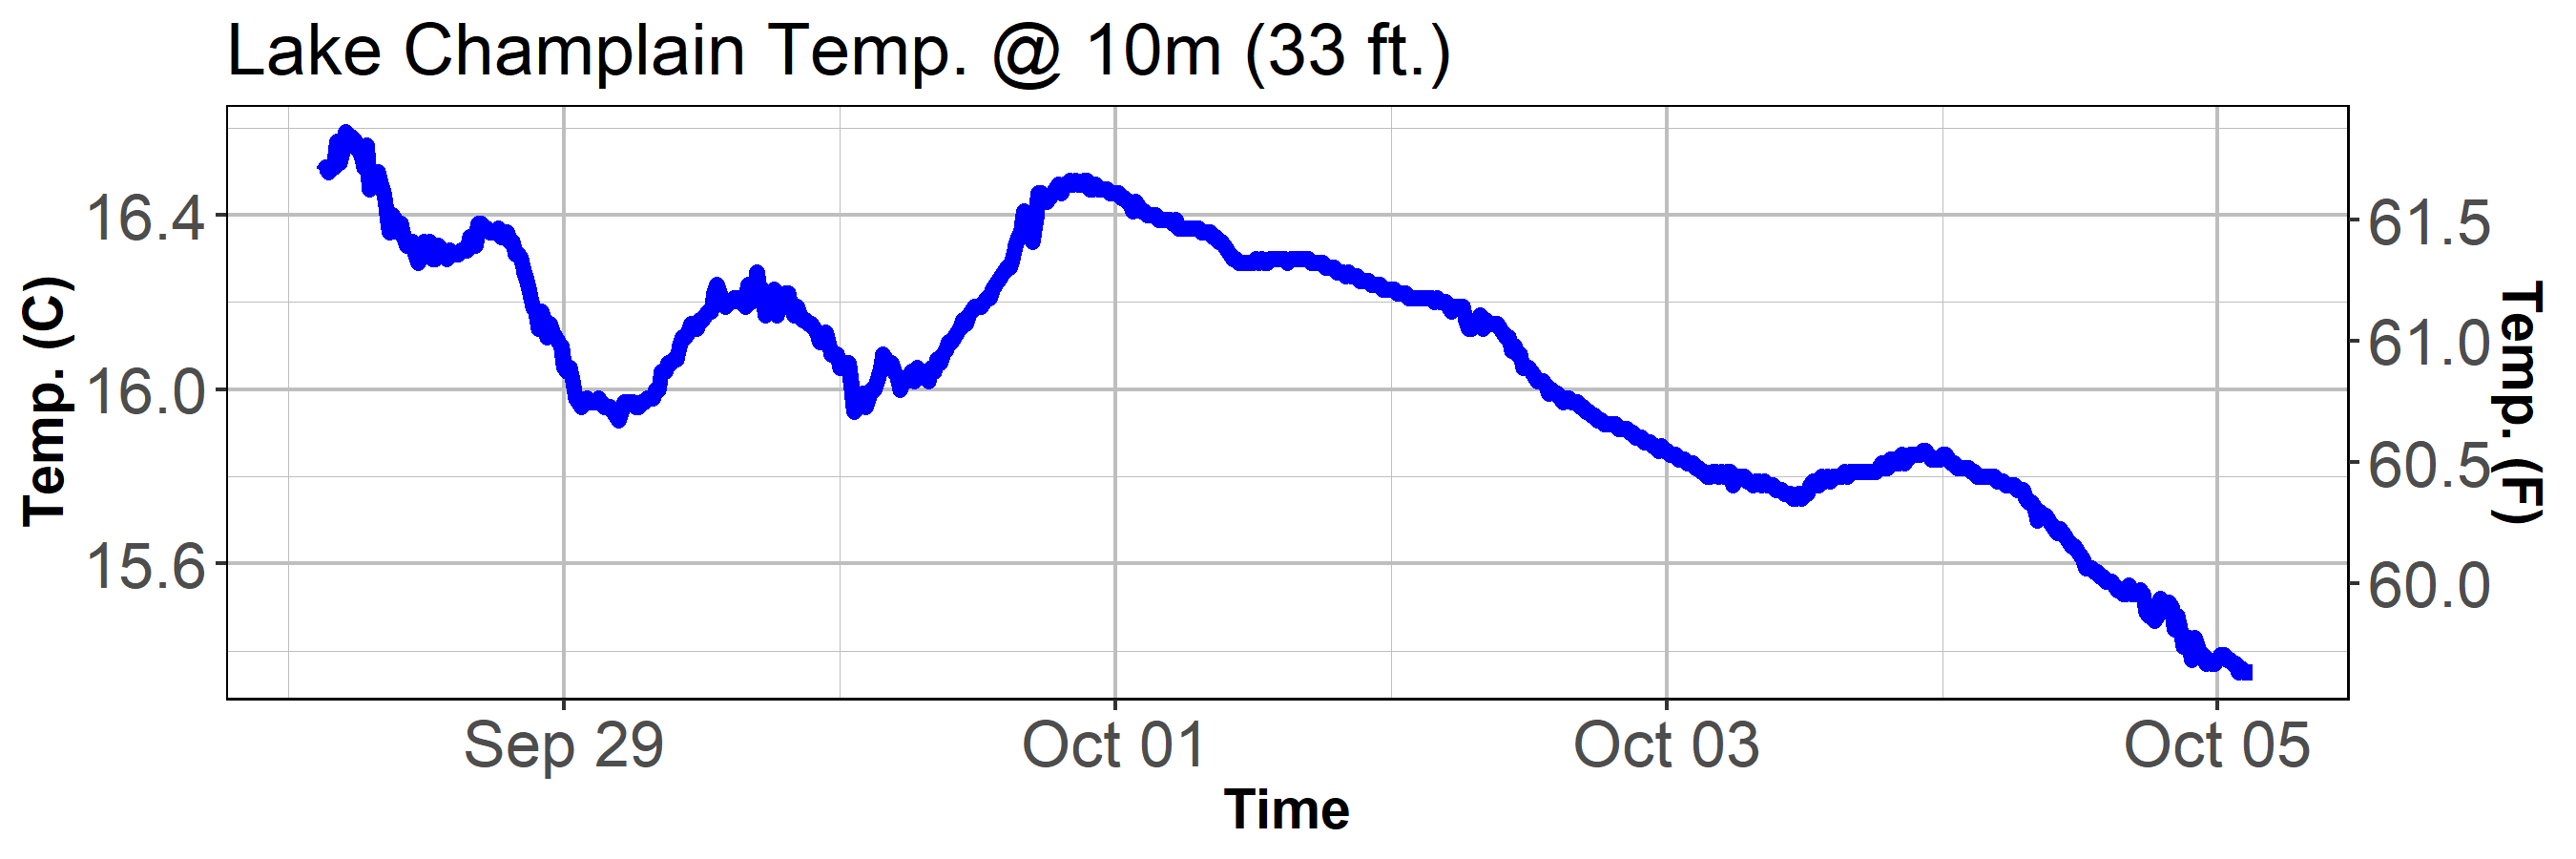 Lake Champlain Temp. @ 10m (33 ft.)
Temp. (C)
16.4
16.0
15.6
61.5
61.0
60.5
60.0
Temp. (F)
Sep 29
Oct 01
Oct 03
Oct 05
Time